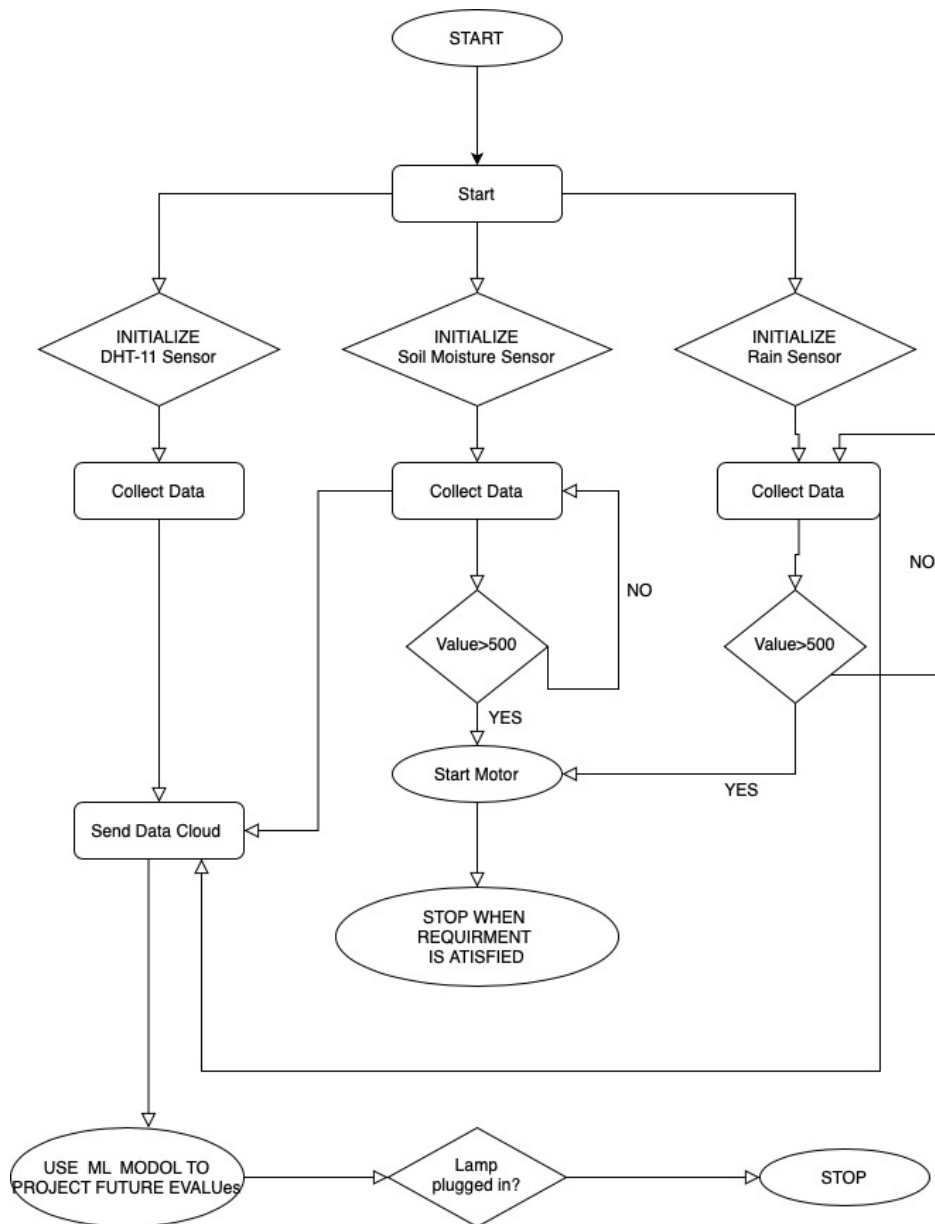 START
Start
INITIALIZE
DHT-11 Sensor
INITIALIZE
Soil Moisture Sensor
INITIALIZE
Rain Sensor
Collect Data
Collect Data
Collect Data
NO
NO
Value>500
Value>500
YES
Start Motor
YES
Send Data Cloud
STOP WHEN
REQUIRMENT
IS ATISFIED
USE ML MODOL TO
PROJECT FUTURE EVALUes
Lamp
plugged in?
STOP